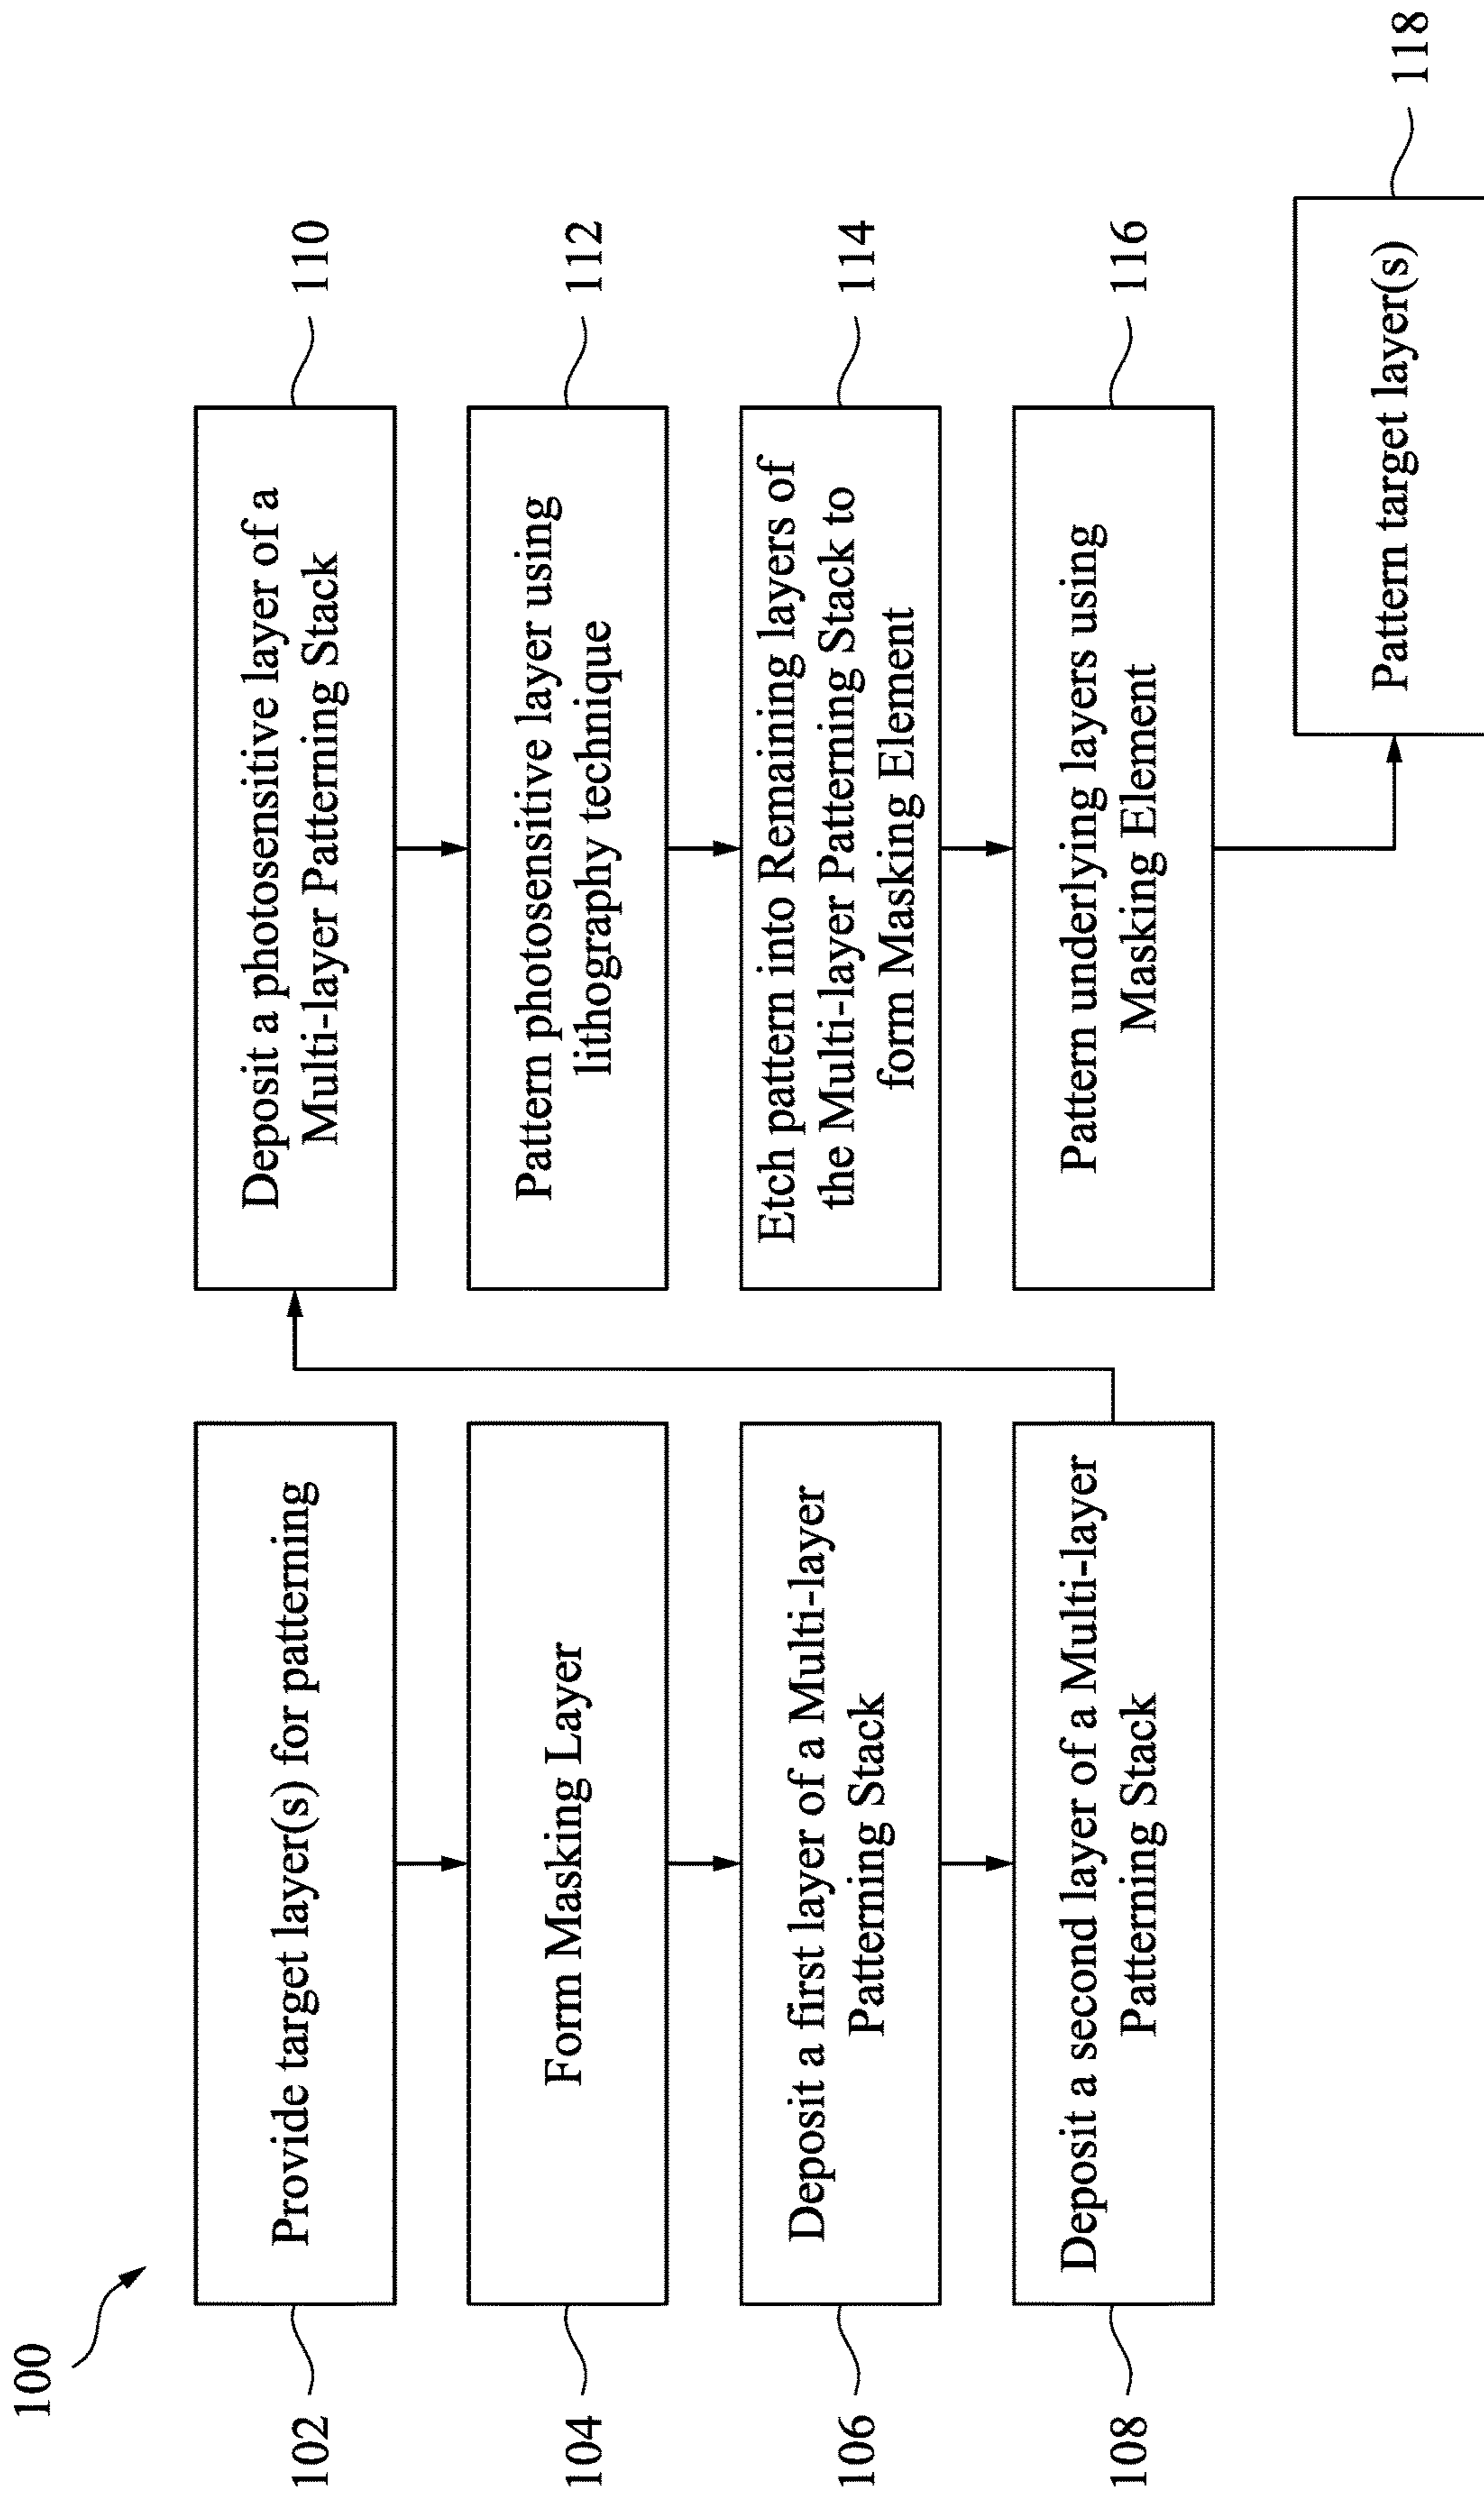 100
102
Provide target layer(s) for patterning
104
Form Masking Layer
106
Deposit a first layer of a Multi-layer
Patterning Stack
108
Deposit a second layer of a Multi-layer
Patterning Stack
Deposit a photosensitive layer of a
Multi-layer Patterning Stack
110
Pattern photosensitive layer using
lithography technique
112
Etch pattern into Remaining layers of
the Multi-layer Patterning Stack to
form Masking Element
114
Pattern underlying layers using
Masking Element
116
Pattern target layer(s)
118